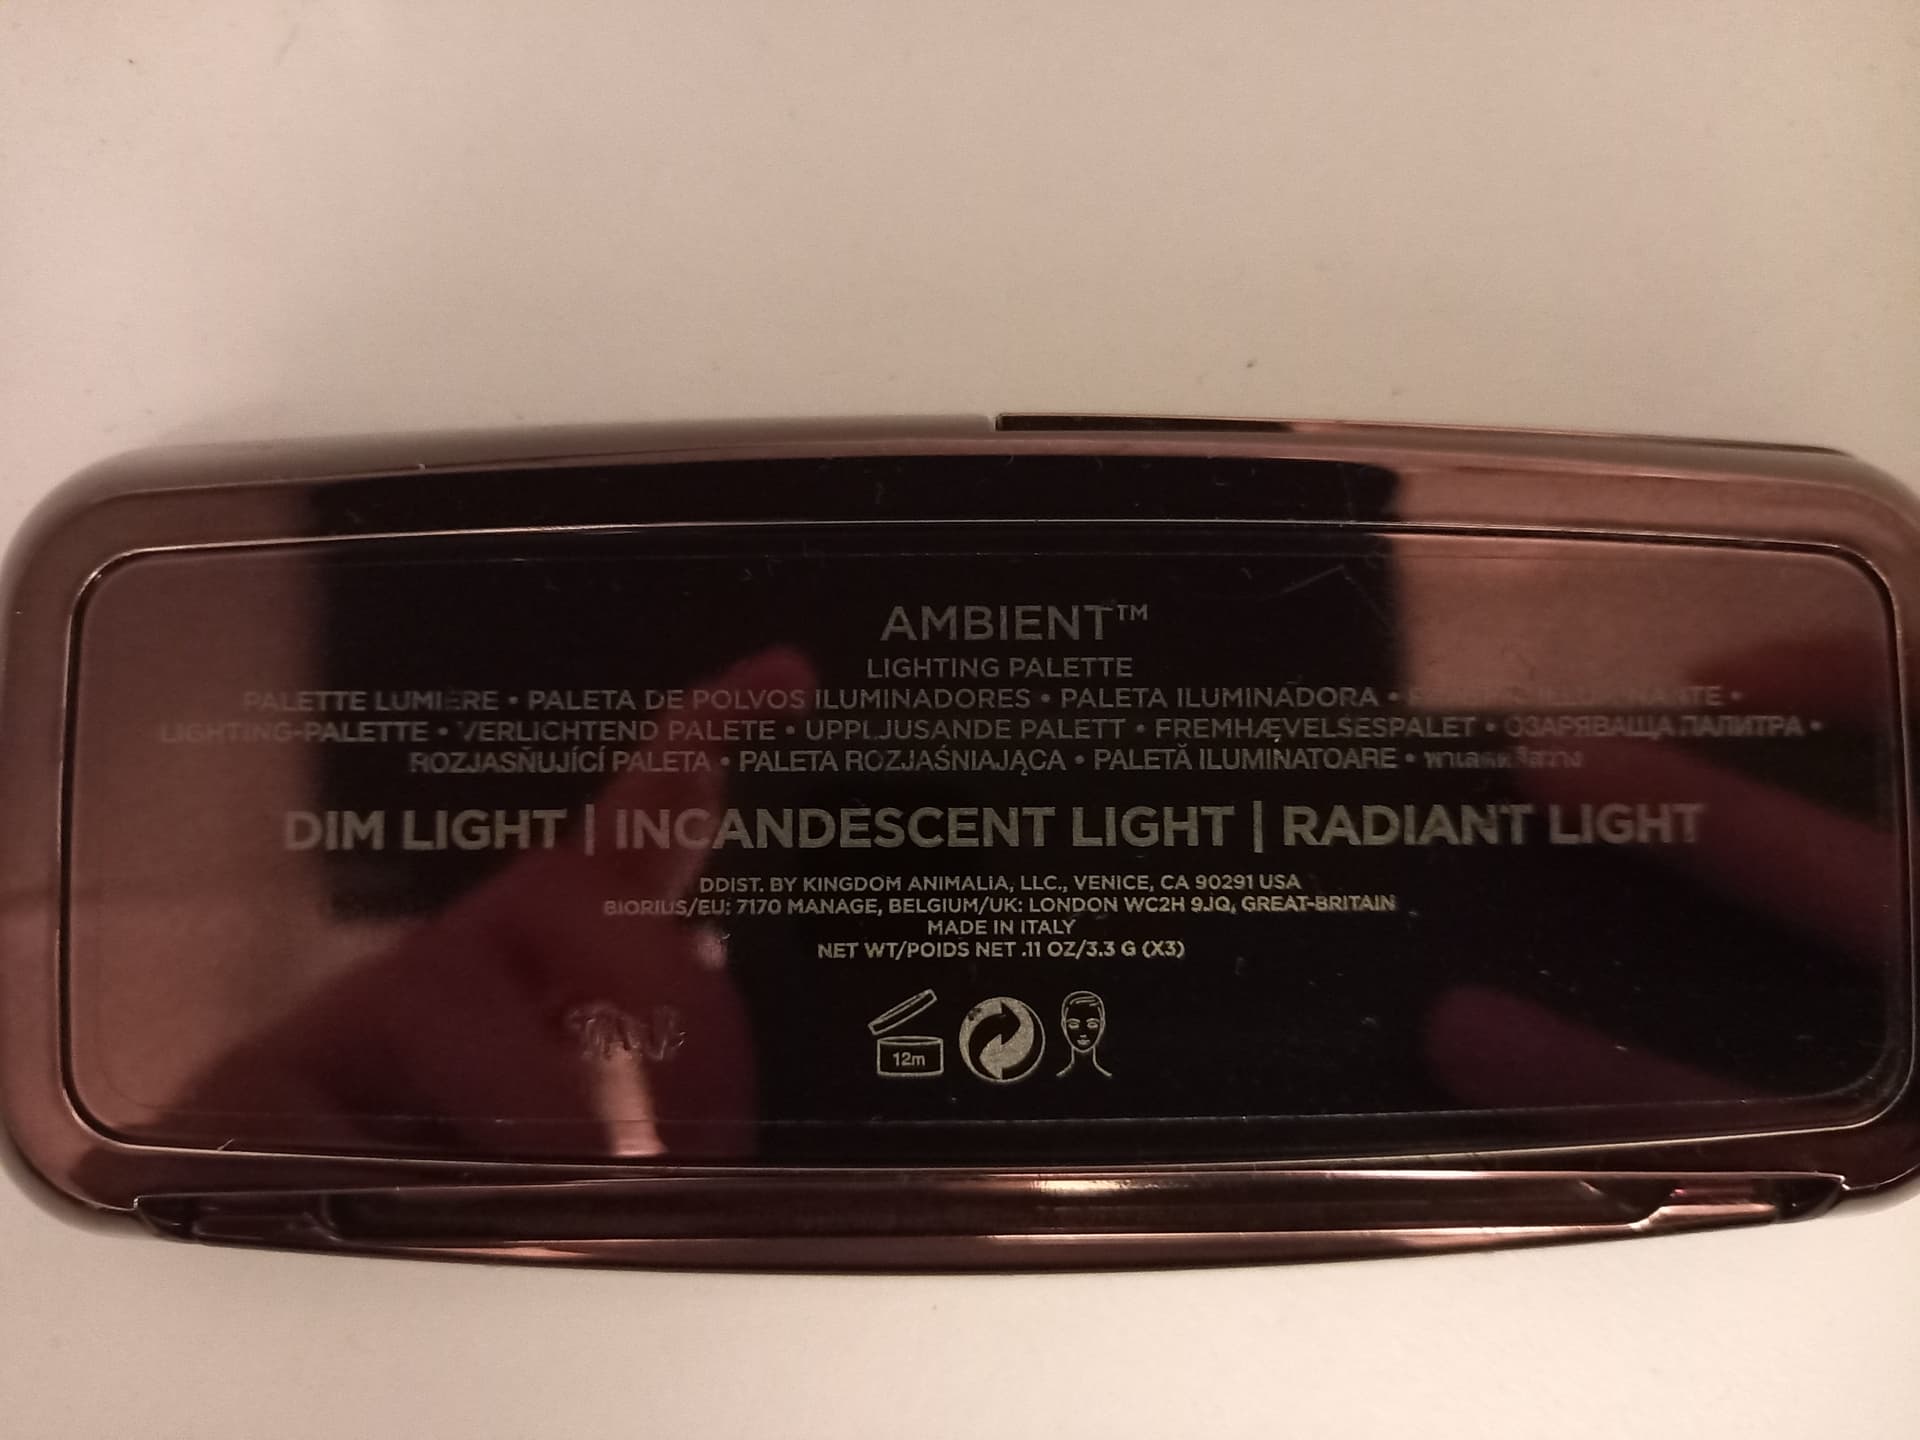 AMBIENT™
LIGHTING PALETTE
PALETTE LUMIÈRE • PALETA DE POLVOS ILUMINADORES • PALETA ILUMINADORA •
LIGHTING-PALETTE • VERLICHTEND PALETE • UPPLJUSANDE PALETT • FREMHÆVELSESPALET • ОЗАРЯВАЩА ПАЛИТРА •
ROZJASŇUJÍCÍ PALETA • PALETA ROZJAŚNIAJĄCA • PALETĂ ILUMINATOARE •
DIM LIGHT | INCANDESCENT LIGHT | RADIANT LIGHT
DDIST. BY KINGDOM ANIMALIA, LLC., VENICE, CA 90291 USA
BIORIUS/EU: 7170 MANAGE, BELGIUM/UK: LONDON WC2H 9JQ, GREAT-BRITAIN
MADE IN ITALY
NET WT/POIDS NET .11 OZ/3.3 G (X3)
12m